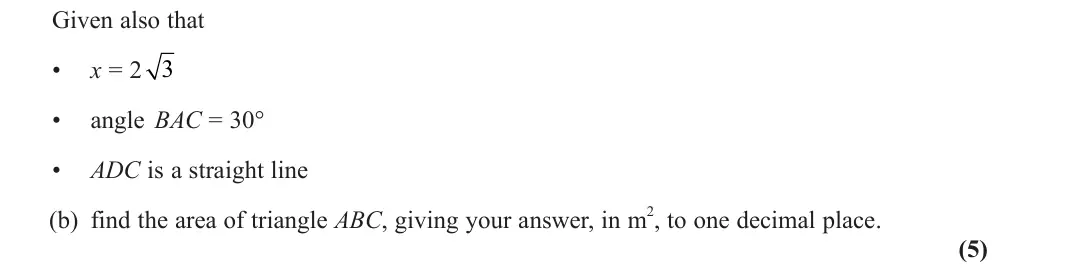 Given also that
• x = 2√3
• angle BAC = 30°
• ADC is a straight line
(b) find the area of triangle ABC, giving your answer, in m², to one decimal place.
(5)